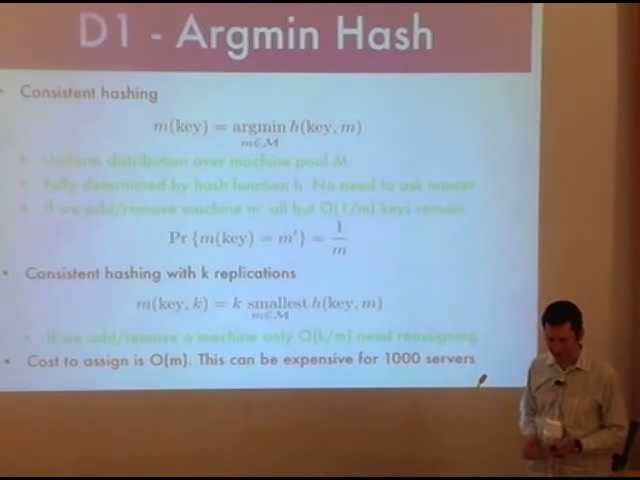 D1 - Argmin Hash
• Consistent hashing
m(key) = argmin h(key, m)
m∈M
• Uniform distribution over machine pool M
• Fully determined by hash function h. No need to ask master
• If we add/remove machine m' all but O(1/m) keys remain
Pr {m(key) = m'} = 1/m
• Consistent hashing with k replications
m(key, k) = k smallest h(key, m)
m∈M
• If we add/remove a machine only O(k/m) need reassigning
• Cost to assign is O(m). This can be expensive for 1000 servers